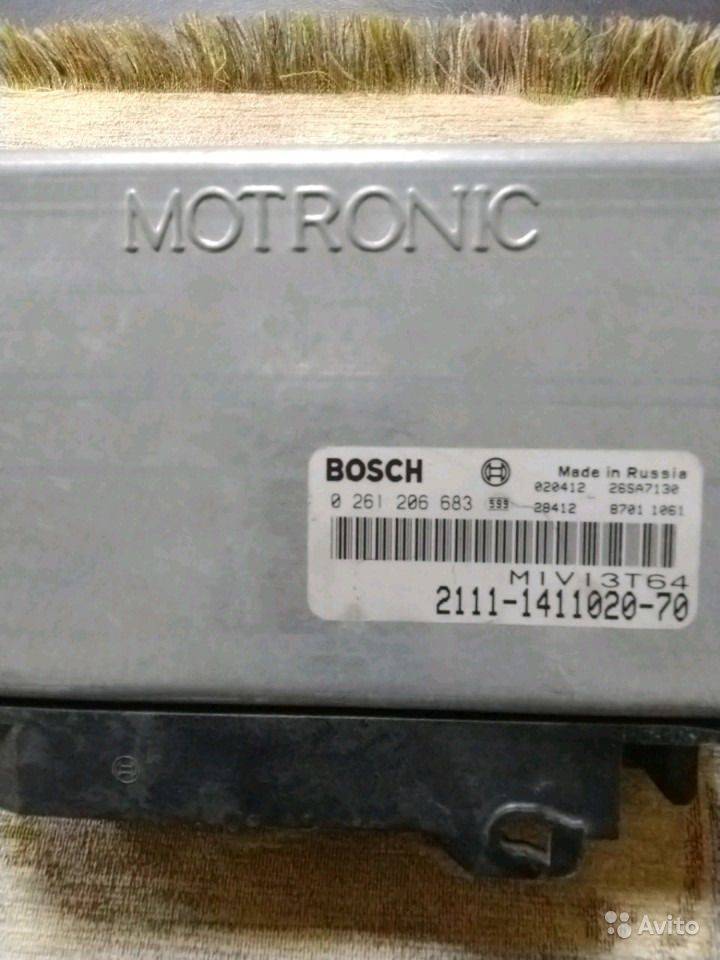 MOTRONIC
BOSCH Made in Russia
020412 26SA7130
0 261 206 683 S99 28412 8701 1061
M1V13T64
2111-1411020-70
Avito